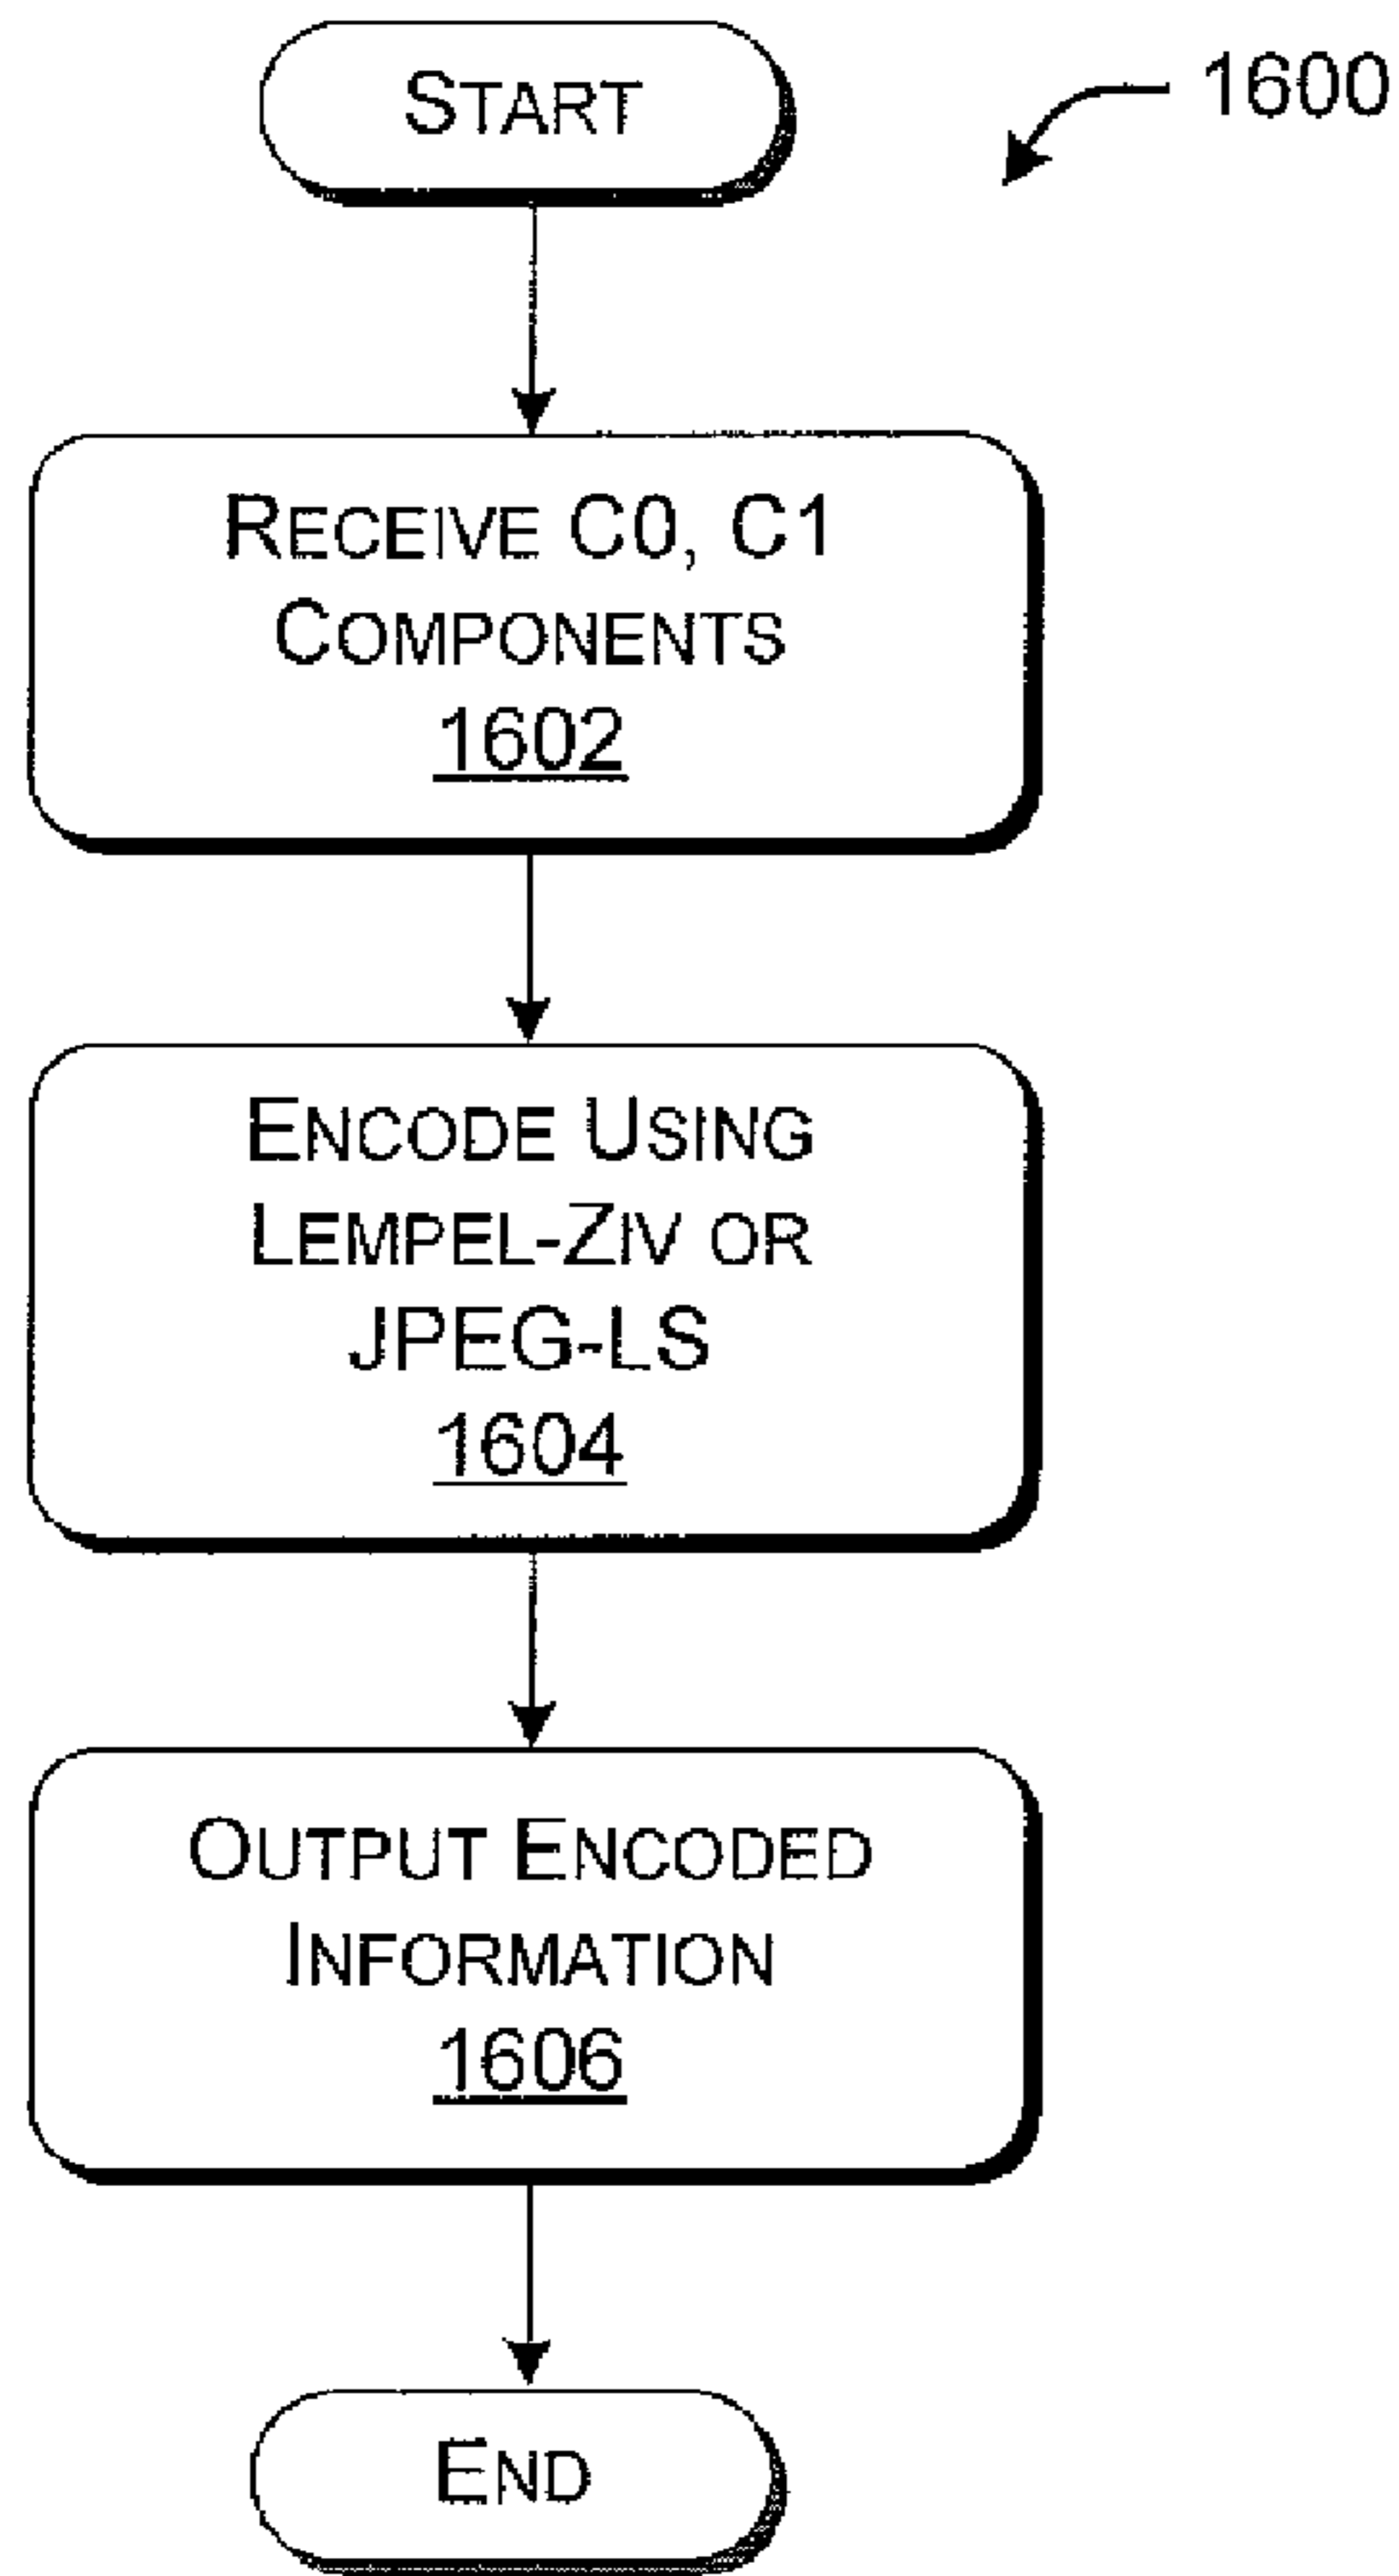 START
1600
RECEIVE C0, C1
COMPONENTS
1602
ENCODE USING
LEMPEL-ZIV OR
JPEG-LS
1604
OUTPUT ENCODED
INFORMATION
1606
END